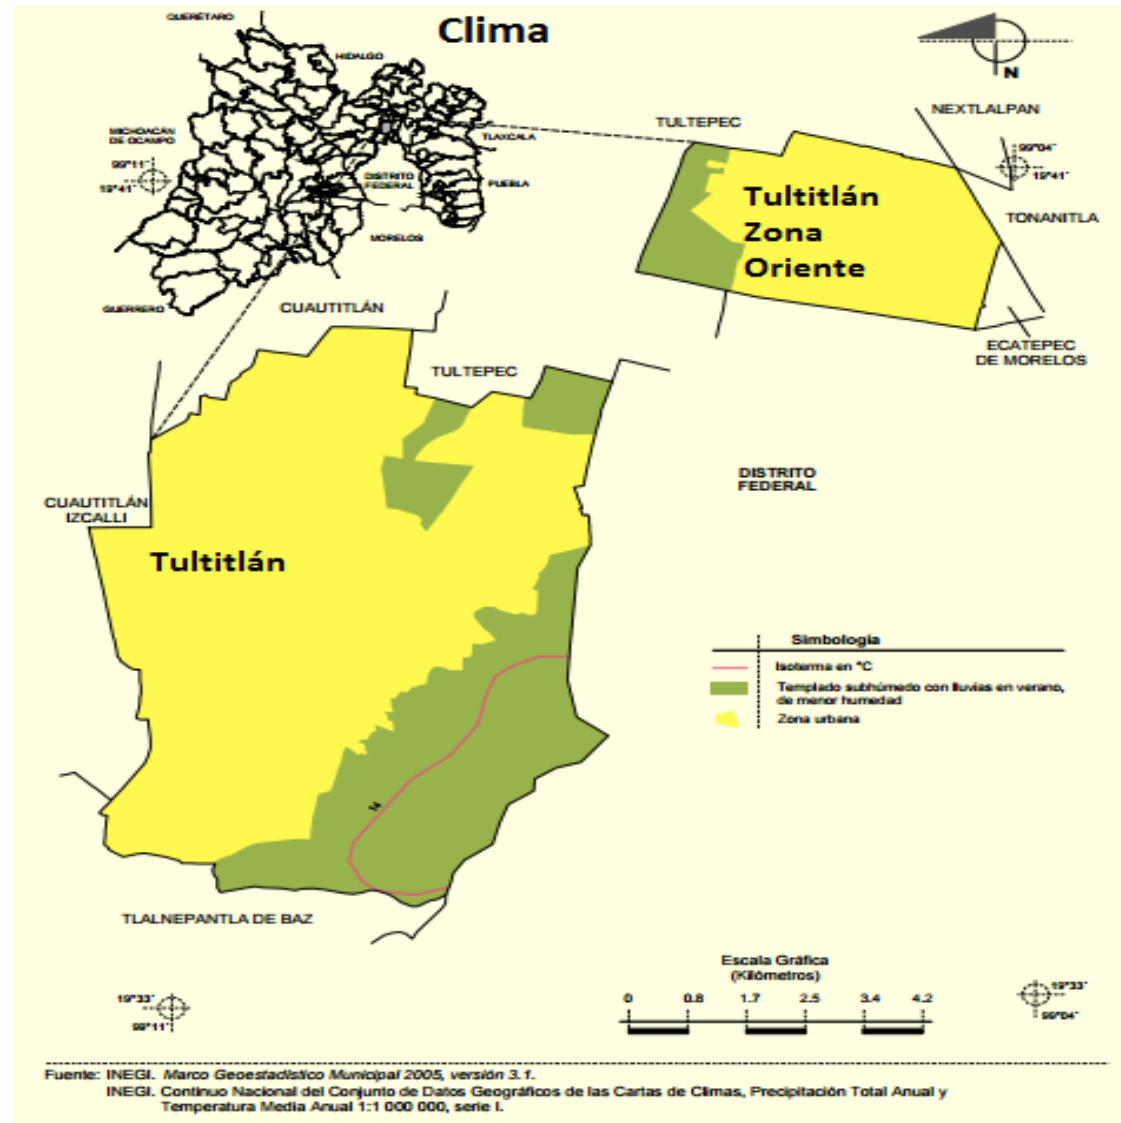 Clima
QUERÉTARO
HIDALGO
MICHOACÁN
DE OCAMPO
TLAXCALA
99°11'
19°41'
DISTRITO
FEDERAL
PUEBLA
MORELOS
GUERRERO
N
NEXTLALPAN
TULTEPEC
99°04'
19°41'
Tultitlán
Zona
Oriente
TONANITLA
ECATEPEC
DE MORELOS
CUAUTITLÁN
TULTEPEC
CUAUTITLÁN
IZCALLI
DISTRITO
FEDERAL
Tultitlán
14
TLALNEPANTLA DE BAZ
Simbología
Isoterma en °C
Templado subhúmedo con lluvias en verano,
de menor humedad
Zona urbana
Escala Gráfica
(Kilómetros)
0 0.8 1.7 2.5 3.4 4.2
19°33'
99°11'
19°33'
99°04'
Fuente: INEGI. Marco Geoestadístico Municipal 2005, versión 3.1.
INEGI. Continuo Nacional del Conjunto de Datos Geográficos de las Cartas de Climas, Precipitación Total Anual y
Temperatura Media Anual 1:1 000 000, serie I.